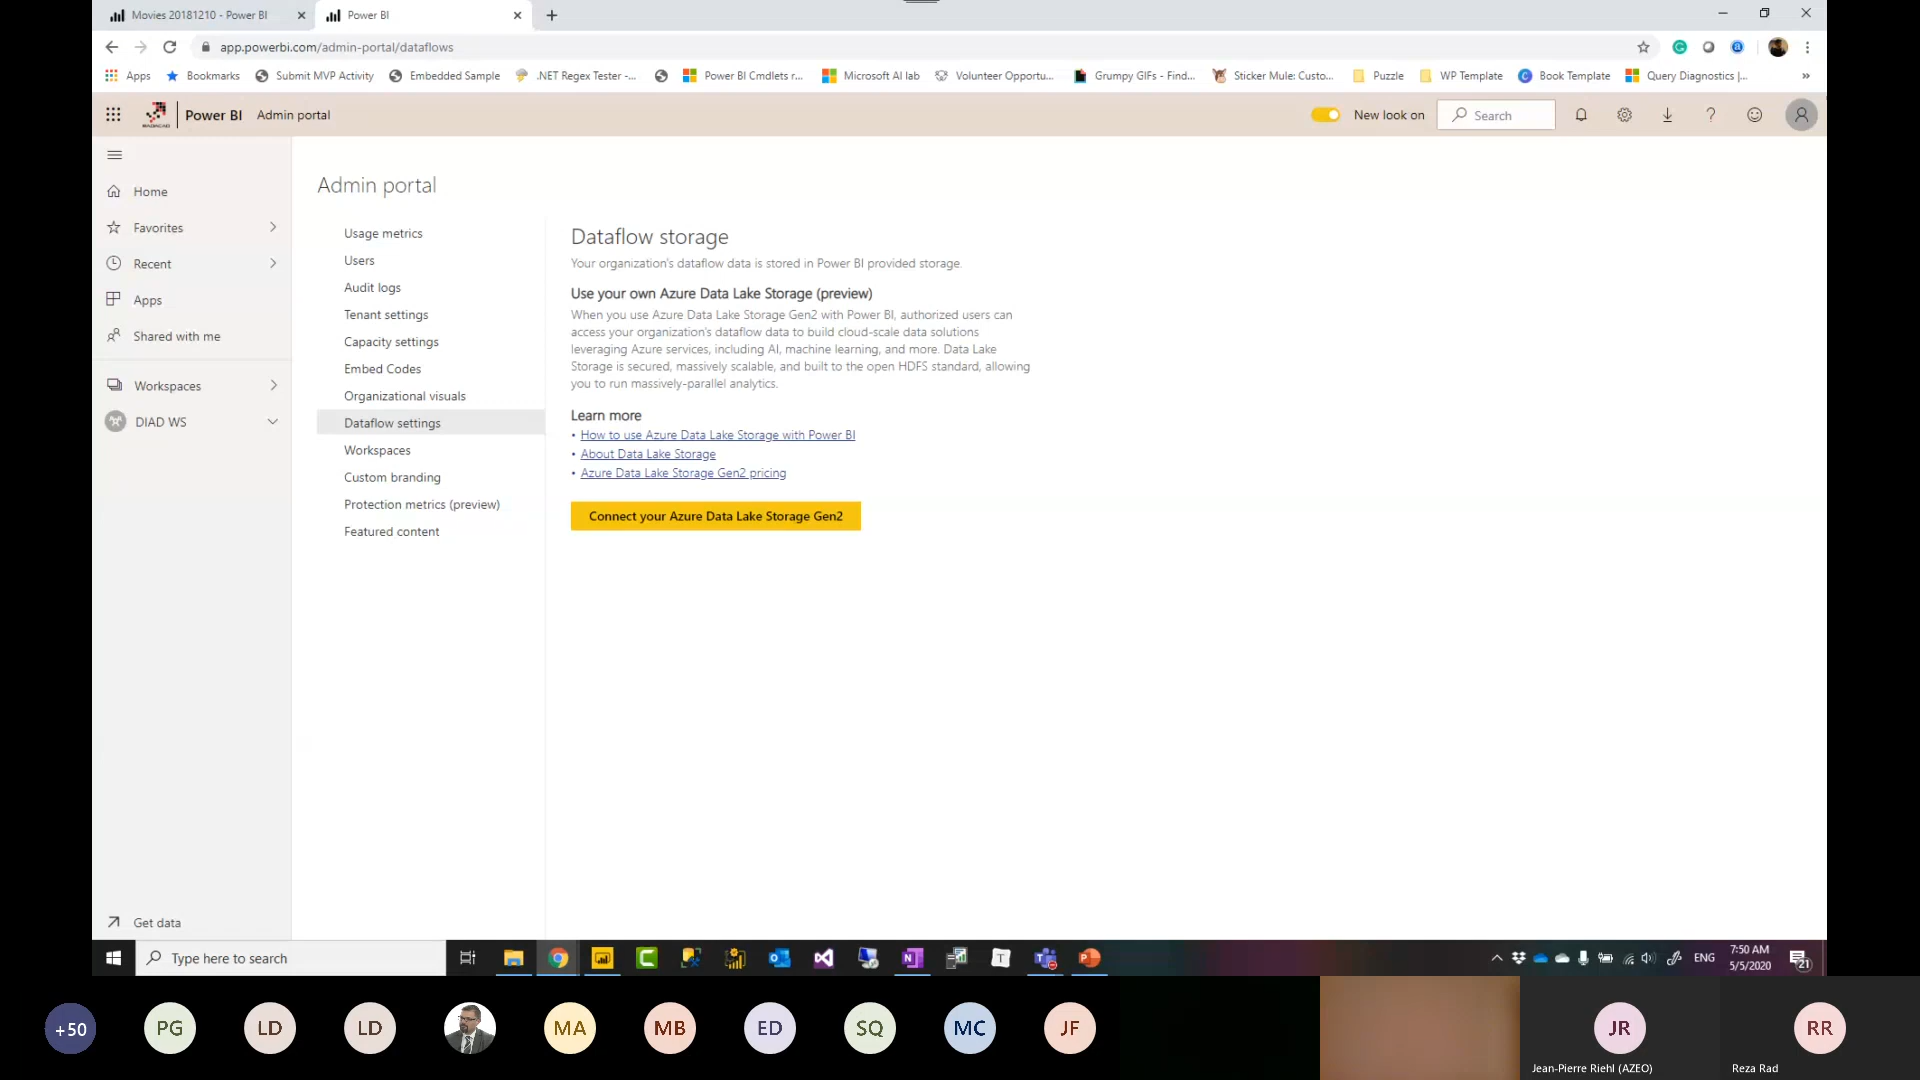 Movies 20181210 - Power BI
Power BI
app.powerbi.com/admin-portal/dataflows
Apps
Bookmarks
Submit MVP Activity
Embedded Sample
.NET Regex Tester -...
Power BI Cmdlets r...
Microsoft AI lab
Volunteer Opportu...
Grumpy GIFs - Find...
Sticker Mule: Custo...
Puzzle
WP Template
Book Template
Query Diagnostics |...
»
Power BI
Admin portal
New look on
Search
Home
Favorites
Recent
Apps
Shared with me
Workspaces
DIAD WS
Get data
Admin portal
Usage metrics
Users
Audit logs
Tenant settings
Capacity settings
Embed Codes
Organizational visuals
Dataflow settings
Workspaces
Custom branding
Protection metrics (preview)
Featured content
Dataflow storage
Your organization's dataflow data is stored in Power BI provided storage.
Use your own Azure Data Lake Storage (preview)
When you use Azure Data Lake Storage Gen2 with Power BI, authorized users can
access your organization's dataflow data to build cloud-scale data solutions
leveraging Azure services, including AI, machine learning, and more. Data Lake
Storage is secured, massively scalable, and built to the open HDFS standard, allowing
you to run massively-parallel analytics.
Learn more
• How to use Azure Data Lake Storage with Power BI
• About Data Lake Storage
• Azure Data Lake Storage Gen2 pricing
Connect your Azure Data Lake Storage Gen2
Type here to search
ENG
7:50 AM
5/5/2020
21
+50
PG
LD
LD
MA
MB
ED
SQ
MC
JF
JR
Jean-Pierre Riehl (AZEO)
RR
Reza Rad